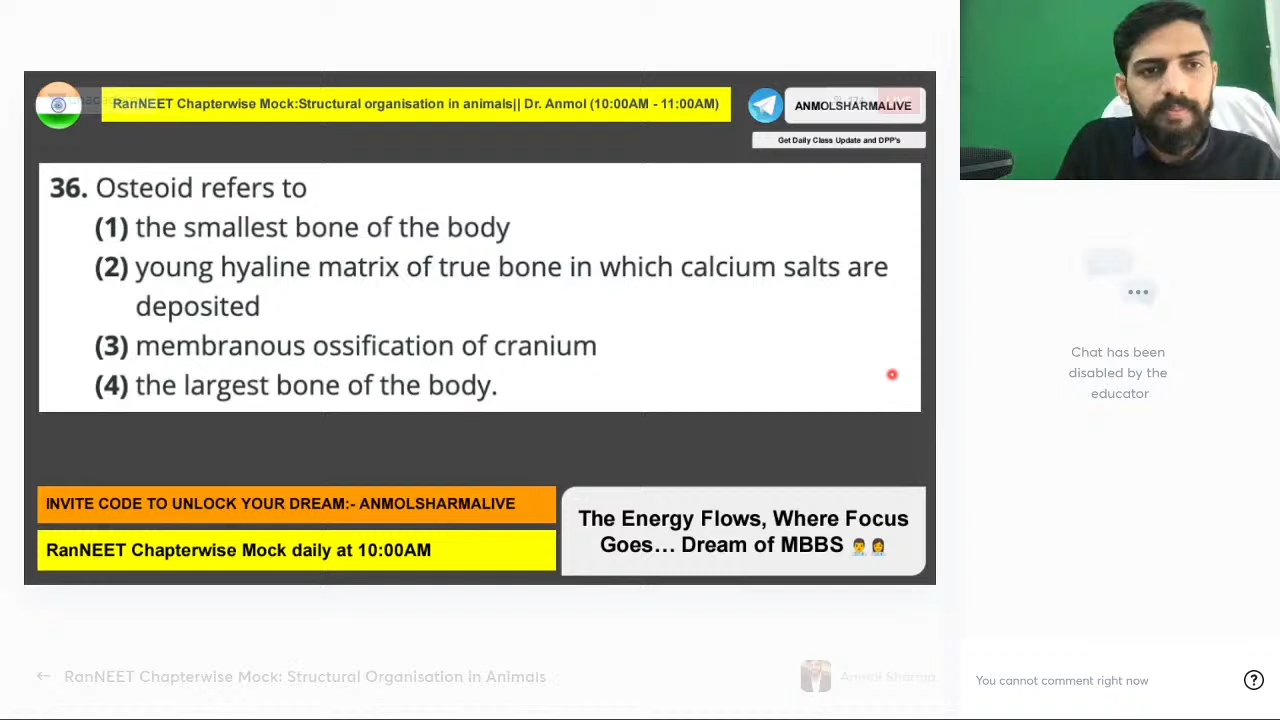 RanNEET Chapterwise Mock:Structural organisation in animals|| Dr. Anmol (10:00AM - 11:00AM)
ANMOLSHARMALIVE
Get Daily Class Update and DPP's
36. Osteoid refers to
(1) the smallest bone of the body
(2) young hyaline matrix of true bone in which calcium salts are
deposited
(3) membranous ossification of cranium
(4) the largest bone of the body.
INVITE CODE TO UNLOCK YOUR DREAM:- ANMOLSHARMALIVE
RanNEET Chapterwise Mock daily at 10:00AM
The Energy Flows, Where Focus
Goes... Dream of MBBS
Chat has been
disabled by the
educator
RanNEET Chapterwise Mock: Structural Organisation in Animals
Anmol Sharma
You cannot comment right now
?